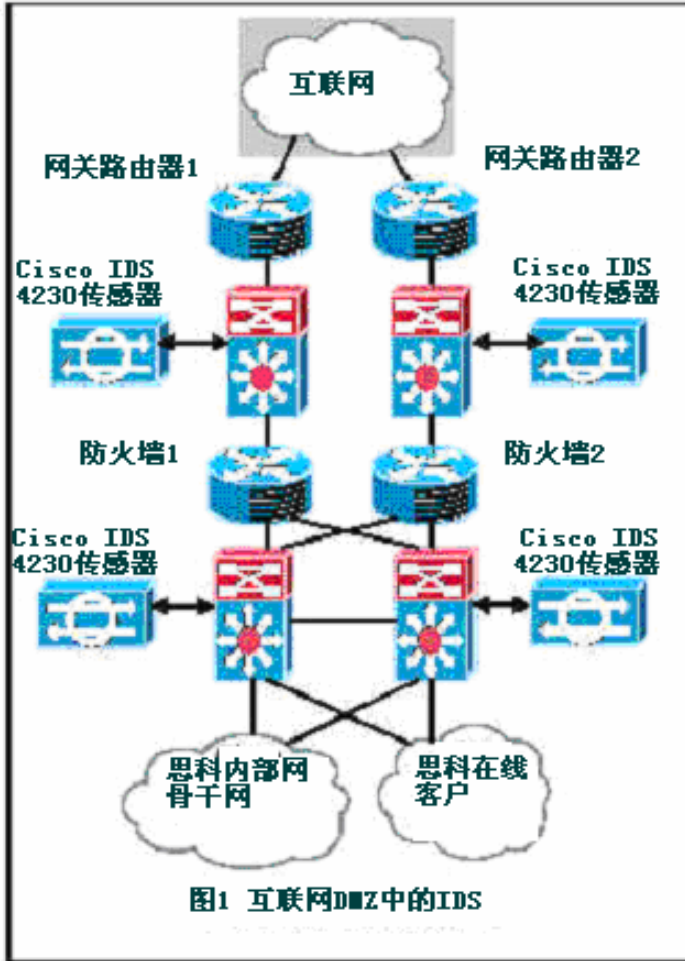 互联网
网关路由器1
网关路由器2
Cisco IDS
4230传感器
Cisco IDS
4230传感器
防火墙1
防火墙2
Cisco IDS
4230传感器
Cisco IDS
4230传感器
思科内部网
骨干网
思科在线
客户
图1 互联网DMZ中的IDS